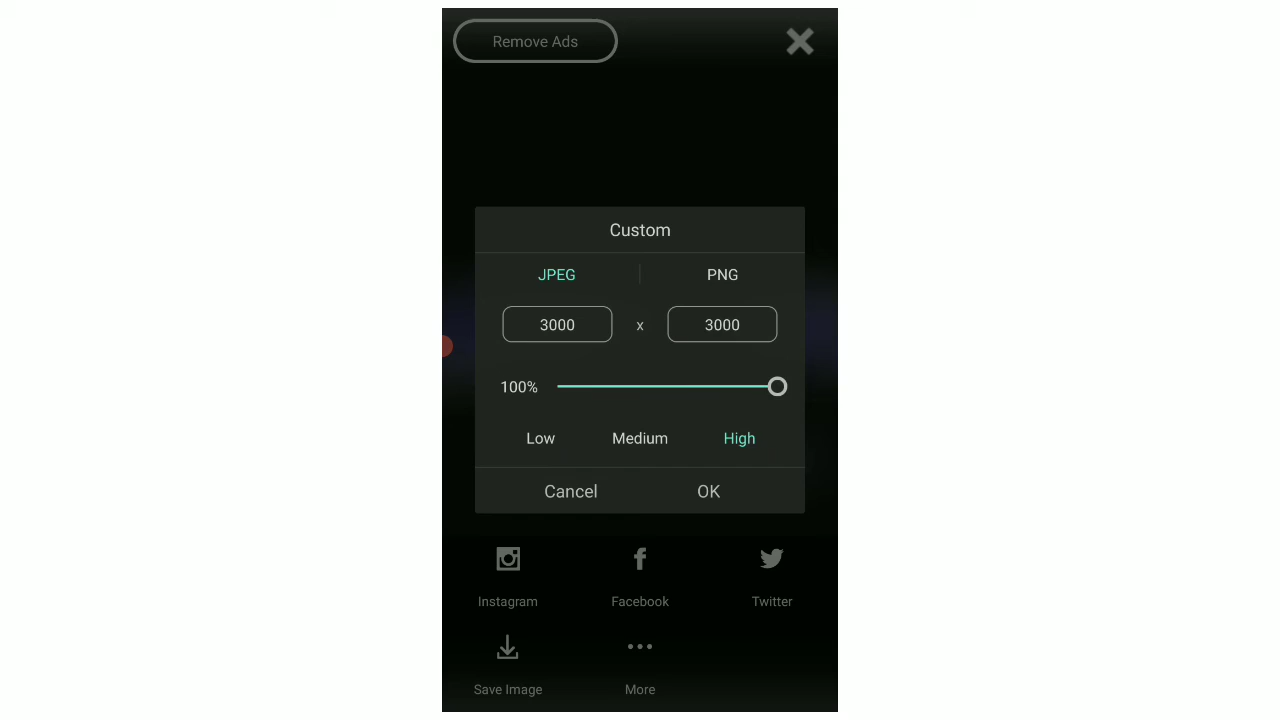 Remove Ads
Custom
JPEG PNG
3000 x 3000
100%
Low Medium High
Cancel OK
Instagram Facebook Twitter
Save Image More